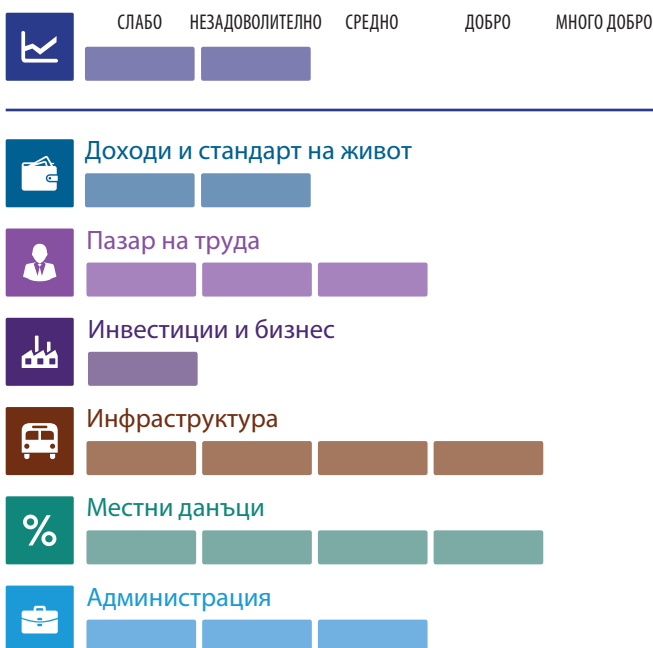 СЛАБО НЕЗАДОВОЛИТЕЛНО СРЕДНО ДОБРО МНОГО ДОБРО
Доходи и стандарт на живот
Пазар на труда
Инвестиции и бизнес
Инфраструктура
Местни данъци
%
Администрация